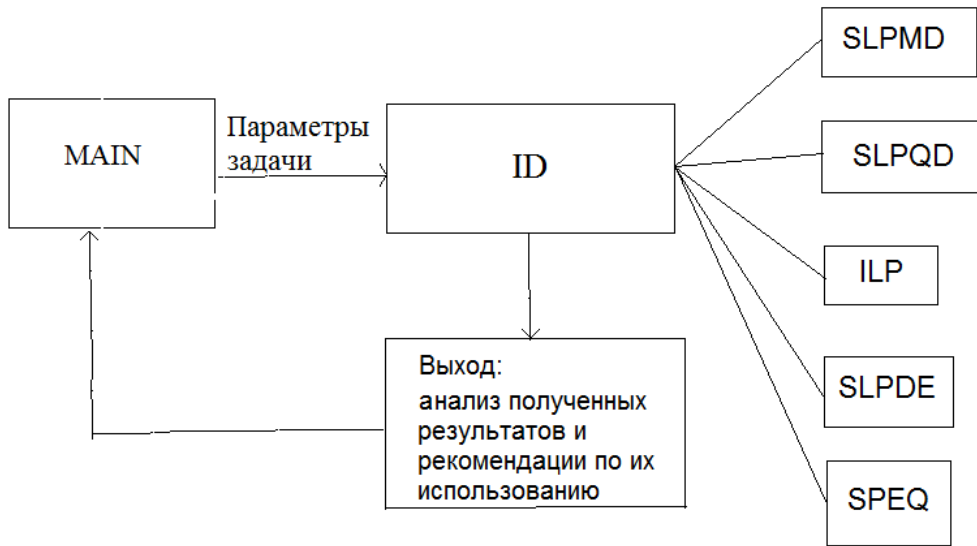 MAIN
Параметры
задачи
ID
SLPMD
SLPQD
ILP
SLPDE
SPEQ
Выход:
анализ полученных
результатов и
рекомендации по их
использованию